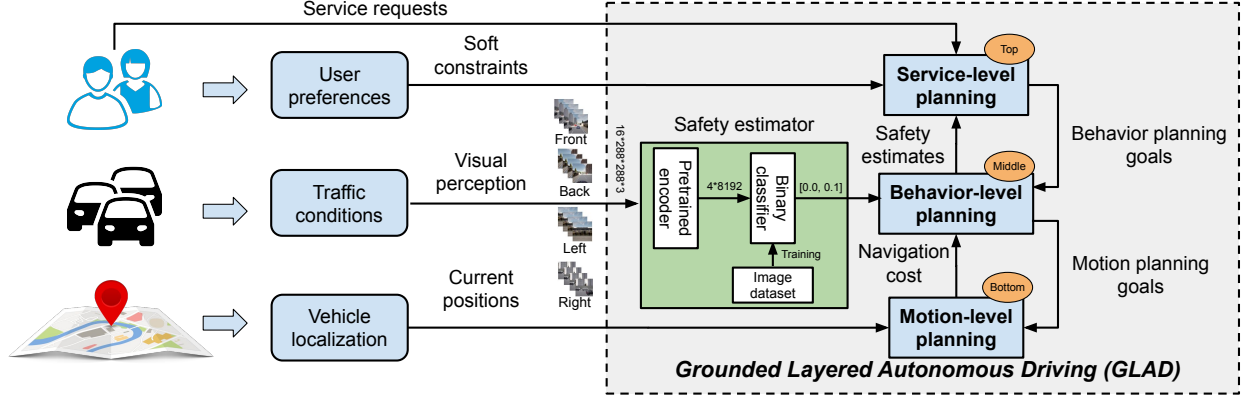 Service requests
User
preferences
Soft
constraints
Top
Service-level
planning
Front
Back
Left
Right
16*288*288*3
Safety estimator
Safety
estimates
Behavior planning
goals
Traffic
conditions
Visual
perception
Pretrained
encoder
4*8192
Binary
classifier
[0.0, 0.1]
Training
Image
dataset
Middle
Behavior-level
planning
Navigation
cost
Motion planning
goals
Vehicle
localization
Current
positions
Bottom
Motion-level
planning
Grounded Layered Autonomous Driving (GLAD)